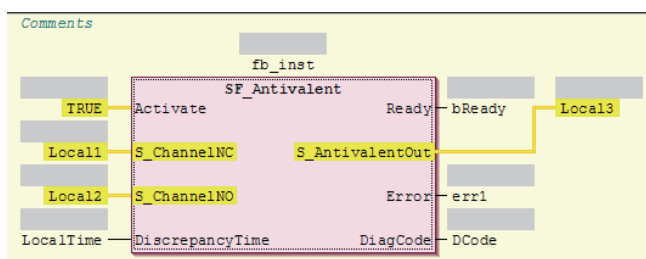 Comments
fb_inst
SF_Antivalent
TRUE Activate Ready bReady Local3
Local1 S_ChannelNC S_AntivalentOut
Local2 S_ChannelNO Error err1
LocalTime DiscrepancyTime DiagCode DCode